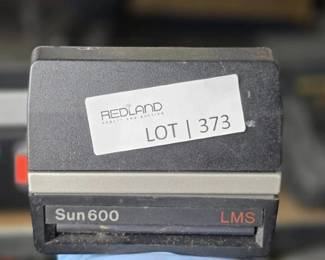 REDLAND
LOT | 373
Sun600 LMS